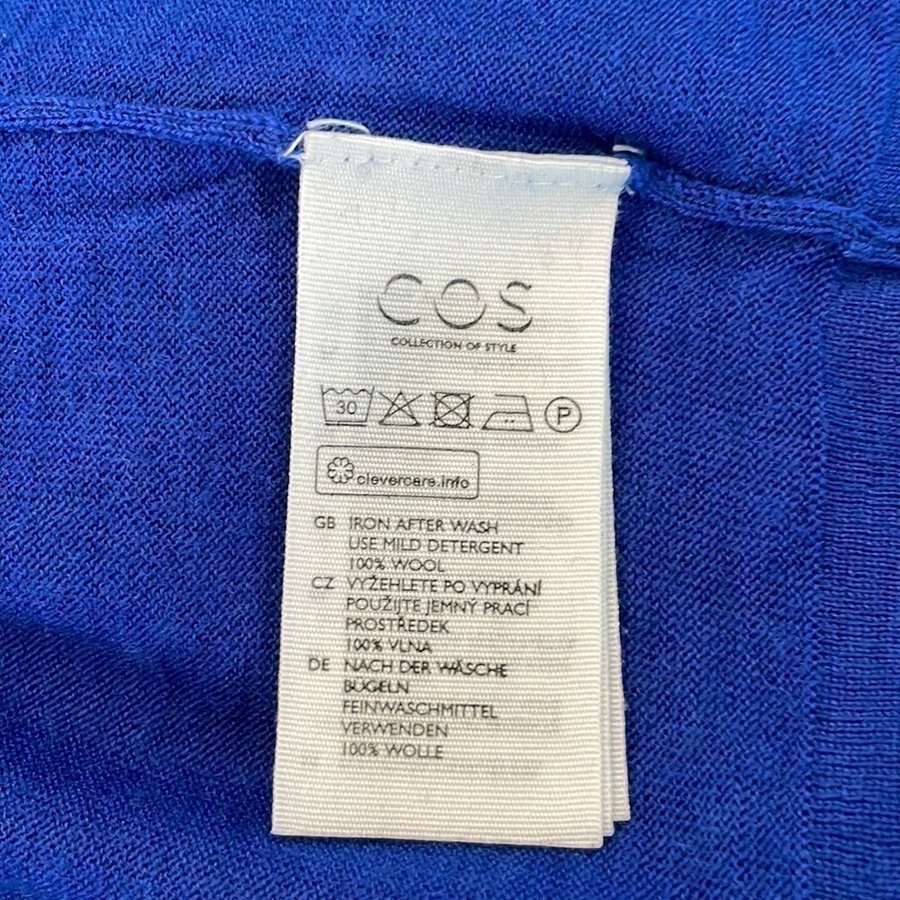 COS
COLLECTION OF STYLE
30 P
clevercare.info
GB IRON AFTER WASH
USE MILD DETERGENT
100% WOOL
CZ VYŽEHLETE PO VYPRÁNÍ
POUŽIJTE JEMNÝ PRACÍ
PROSTŘEDEK
100% VLNA
DE NACH DER WÄSCHE
BÜGELN
FEINWASCHMITTEL
VERWENDEN
100% WOLLE